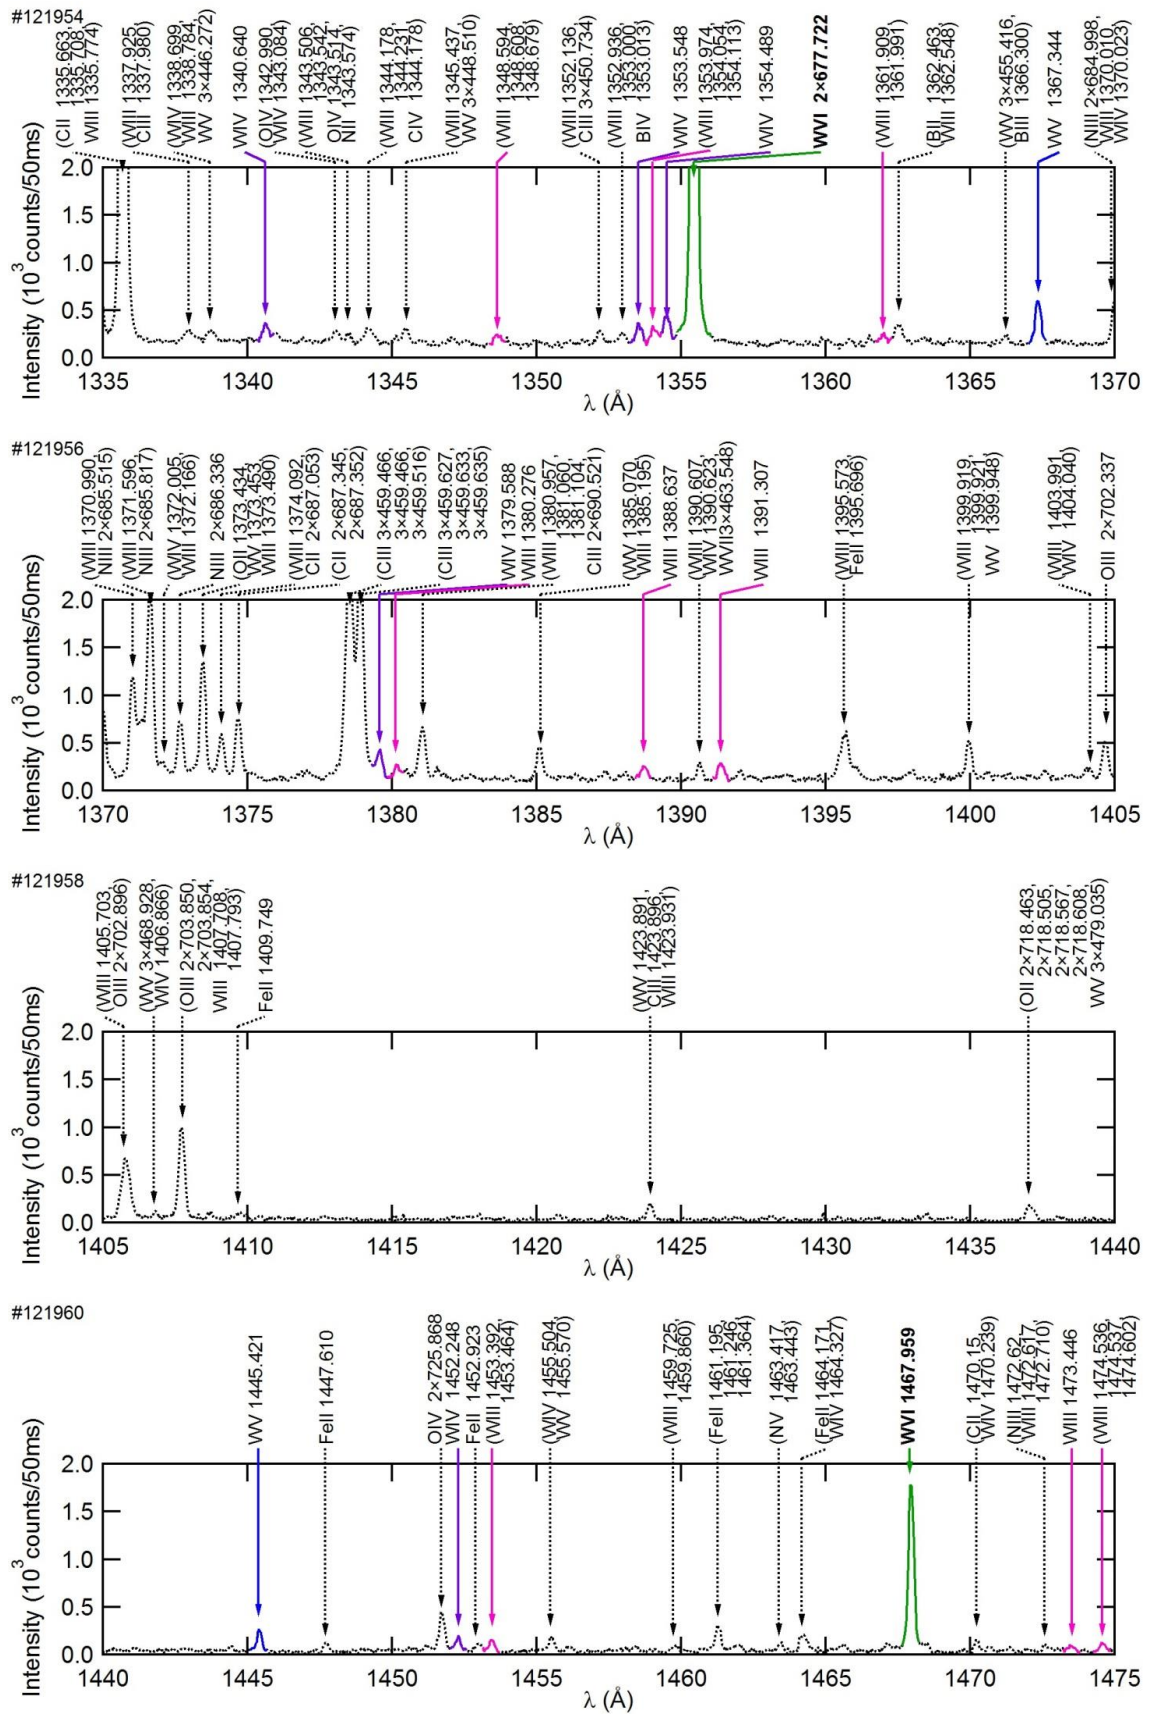 #121954
(CII 1335.663,
1335.708,
WIII 1335.774)
(WIII 1337.925,
CIII 1337.980)
(WIV 1338.699,
WIII 1338.784,
WV 3×446.272)
WIV 1340.640
(OIV 1342.990,
WIV 1343.084)
(WIII 1343.506,
1343.542,
OIV 1343.514,
NII 1343.574)
(WIII 1344.178,
1344.231,
CIV 1344.178)
(WIII 1345.437,
WV 3×448.510)
(WIII 1348.594,
1348.608,
1348.679)
(WIII 1352.136,
CIII 3×450.734)
(WIII 1352.936
1353.000,
BIV 1353.013)
WIV 1353.548
(WIII 1353.974,
1354.054,
1354.113)
WIV 1354.489
WVI 2×677.722
(WIII 1361.909
1361.991)
(BII 1362.463,
WIII 1362.548)
(WV 3×455.416,
BIII 1366.300)
WV 1367.344
(NIII 2×684.998,
WIII 1370.010,
WIV 1370.023)
Intensity (10³ counts/50ms)
2.0
1.5
1.0
0.5
0.0
1335 1340 1345 1350 1355 1360 1365 1370
λ (Å)
#121956
(WIII 1370.990,
NIII 2×685.515)
(WIII 1371.596,
NIII 2×685.817)
(WIV 1372.005,
WIII 1372.166)
NIII 2×686.336
(OII 1373.434,
WV 1373.453,
WIII 1373.490)
(WIII 1374.092,
CII 2×687.053)
(CII 2×687.345,
2×687.352)
(CIII 3×459.466,
3×459.466,
3×459.516)
(CIII 3×459.627,
3×459.633,
3×459.635)
WIV 1379.588
WIII 1380.276
(WIII 1380.957,
1381.060,
1381.104,
CIII 2×690.521)
(WV 1385.070,
WIII 1385.195)
WIII 1388.637
(WIII 1390.607,
WIV 1390.623,
WVII3×463.548)
WIII 1391.307
(WIII 1395.573,
FeII 1395.696)
(WIII 1399.919,
1399.921,
WV 1399.948)
(WIII 1403.991,
WIV 1404.040)
OIII 2×702.337
Intensity (10³ counts/50ms)
2.0
1.5
1.0
0.5
0.0
1370 1375 1380 1385 1390 1395 1400 1405
λ (Å)
#121958
(WIII 1405.703,
OIII 2×702.896)
(WV 3×468.928,
WIV 1406.866)
(OIII 2×703.850,
2×703.854,
WIII 1407.708,
1407.793)
FeII 1409.749
(WV 1423.891,
CIII 1423.896,
WIII 1423.931)
(OII 2×718.463,
2×718.505,
2×718.567,
2×718.608,
WV 3×479.035)
Intensity (10³ counts/50ms)
2.0
1.5
1.0
0.5
0.0
1405 1410 1415 1420 1425 1430 1435 1440
λ (Å)
#121960
WV 1445.421
FeII 1447.610
OIV 2×725.868
WIV 1452.248
FeII 1452.923
(WIII 1453.392,
1453.464)
(WIV 1455.504,
WV 1455.570)
(WIII 1459.725,
1459.860)
(FeII 1461.195,
1461.246,
1461.364)
(NV 1463.417,
1463.443)
(FeII 1464.171,
WIV 1464.327)
WVI 1467.959
(CII 1470.15,
WIV 1470.239)
(NIII 1472.62,
WIII 1472.617,
1472.710)
WIII 1473.446
(WIII 1474.536,
1474.537,
1474.602)
Intensity (10³ counts/50ms)
2.0
1.5
1.0
0.5
0.0
1440 1445 1450 1455 1460 1465 1470 1475
λ (Å)